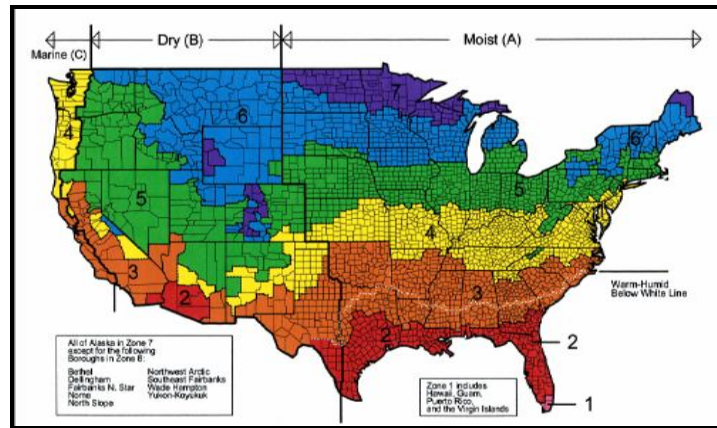 Marine (C)
Dry (B)
Moist (A)
7
6
6
4
5
5
4
3
3
2
2
Warm-Humid
Below White Line
2
1
All of Alaska in Zone 7
except for the following
Boroughs in Zone 8:
Bethel
Northwest Arctic
Dellingham
Southeast Fairbanks
Fairbanks N. Star
Wade Hampton
Nome
Yukon-Koyukuk
North Slope
Zone 1 includes
Hawaii, Guam,
Puerto Rico,
and the Virgin Islands